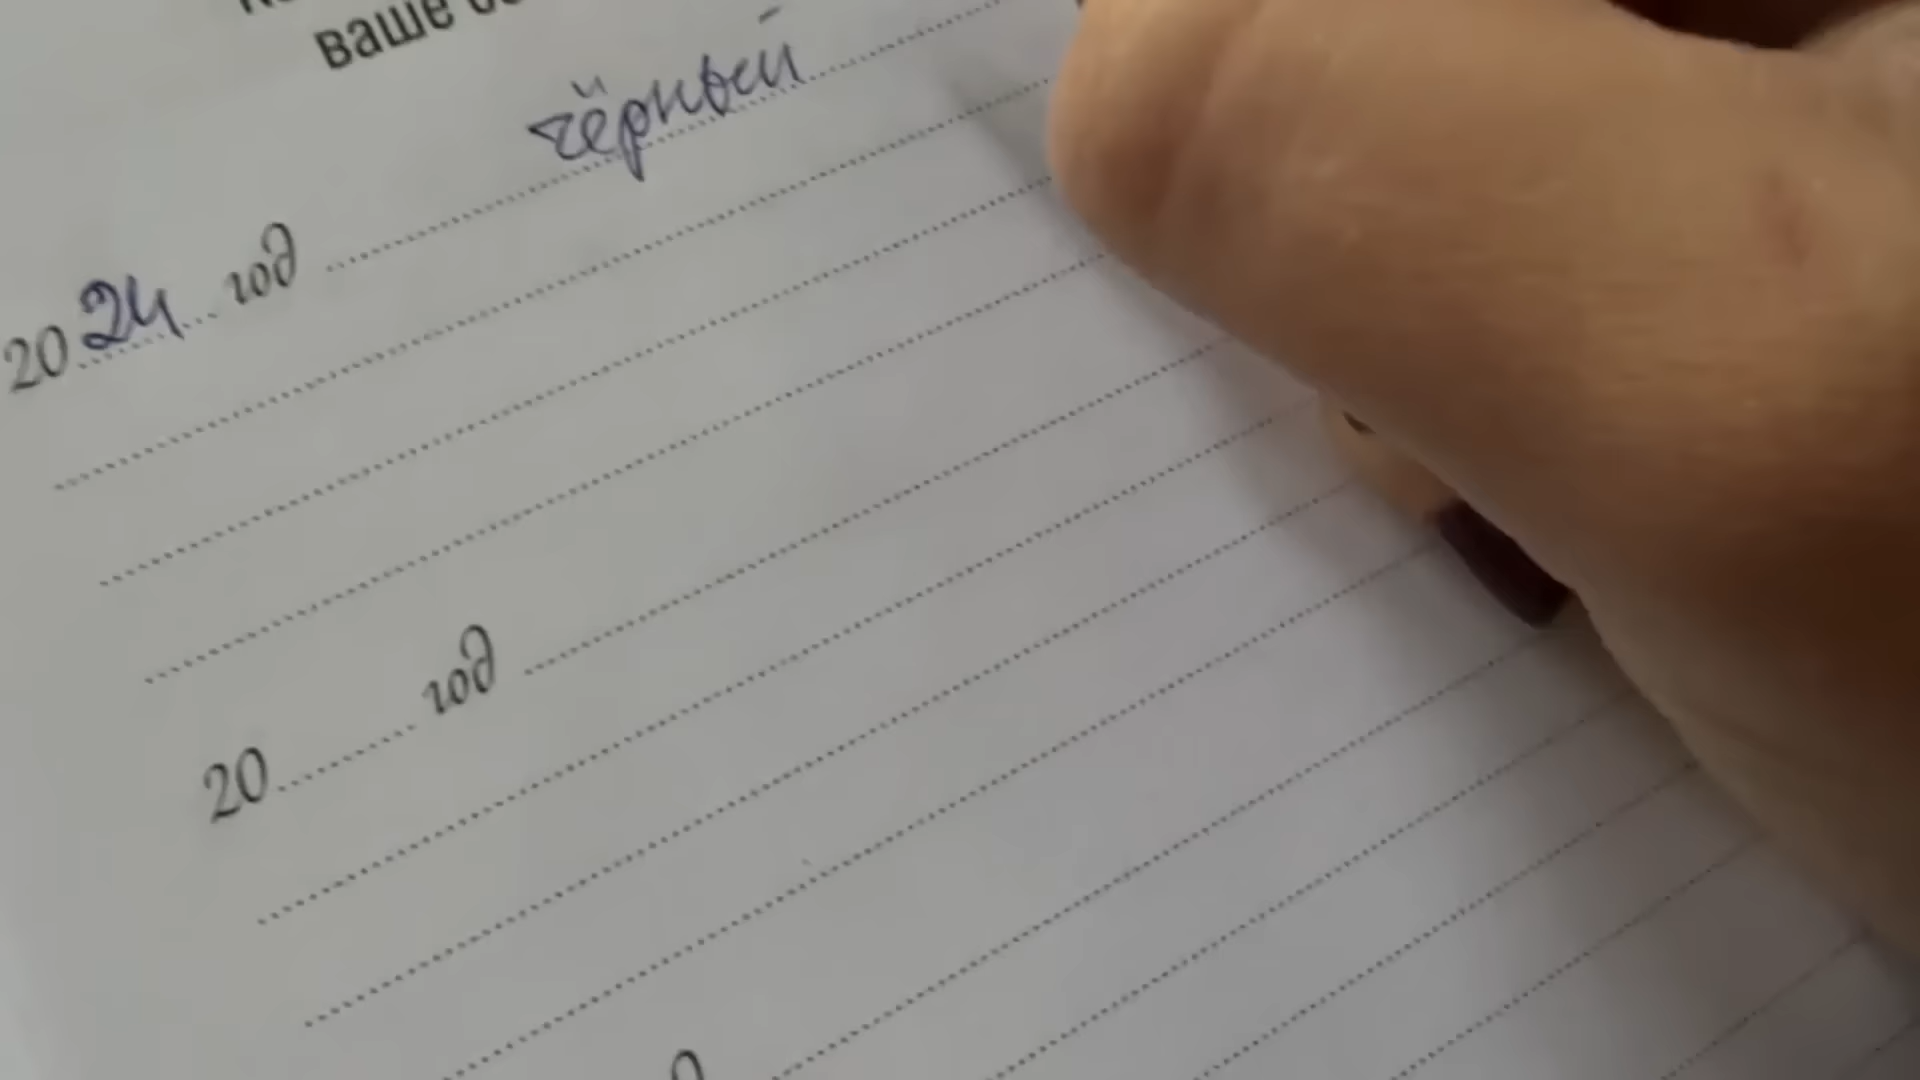 ваше
чёрный
2024 год
20 год